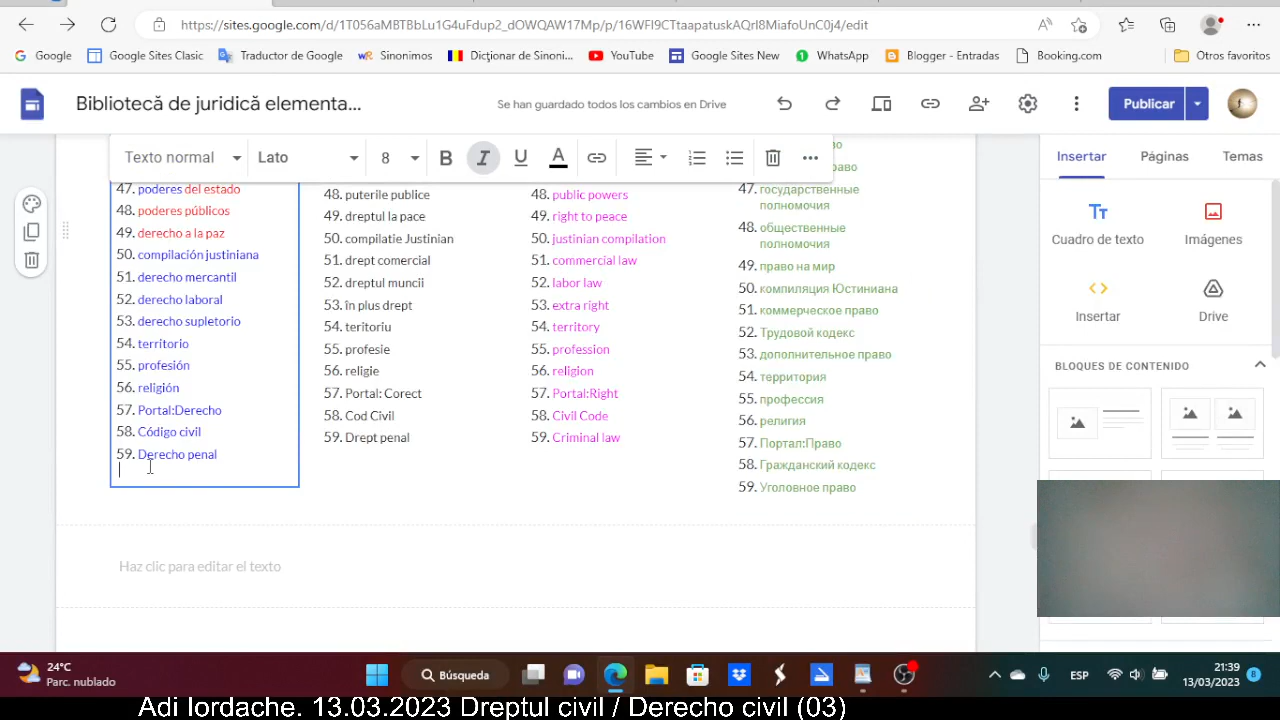 https://sites.google.com/d/1T056aMBTBbLu1G4uFdup2_dOWQAW17Mp/p/16WFI9CTtaapatuskAQrI8MiafoUnC0j4/edit
Google
Google Sites Clasic
Traductor de Google
Sinonimos
Dicționar de Sinoni...
YouTube
Google Sites New
WhatsApp
Blogger - Entradas
Booking.com
Otros favoritos
Bibliotecă de juridică elementa...
Se han guardado todos los cambios en Drive
Publicar
Texto normal
Lato
8
B
I
U
A
Insertar
Páginas
Temas
47. poderes del estado
48. poderes públicos
49. derecho a la paz
50. compilación justiniana
51. derecho mercantil
52. derecho laboral
53. derecho supletorio
54. territorio
55. profesión
56. religión
57. Portal:Derecho
58. Código civil
59. Derecho penal
48. puterile publice
49. dreptul la pace
50. compilatie Justinian
51. drept comercial
52. dreptul muncii
53. în plus drept
54. teritoriu
55. profesie
56. religie
57. Portal: Corect
58. Cod Civil
59. Drept penal
48. public powers
49. right to peace
50. justinian compilation
51. commercial law
52. labor law
53. extra right
54. territory
55. profession
56. religion
57. Portal:Right
58. Civil Code
59. Criminal law
47. государственные
полномочия
48. общественные
полномочия
49. право на мир
50. компиляция Юстиниана
51. коммерческое право
52. Трудовой кодекс
53. дополнительное право
54. территория
55. профессия
56. религия
57. Портал:Право
58. Гражданский кодекс
59. Уголовное право
Haz clic para editar el texto
Tт
Cuadro de texto
Imágenes
Insertar
Drive
BLOQUES DE CONTENIDO
24°C
Parc. nublado
Búsqueda
ESP
21:39
13/03/2023
8
Adi Iordache. 13.03.2023 Dreptul civil / Derecho civil (03)